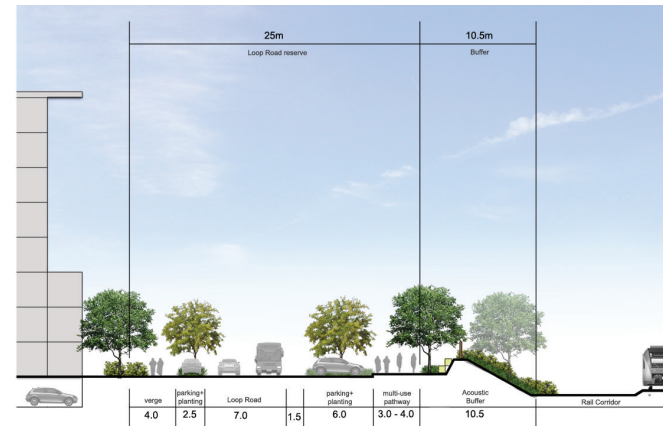 25m
10.5m
Loop Road reserve
Buffer
verge
parking+
planting
Loop Road
parking+
planting
multi-use
pathway
Acoustic
Buffer
Rail Corridor
4.0
2.5
7.0
1.5
6.0
3.0 - 4.0
10.5